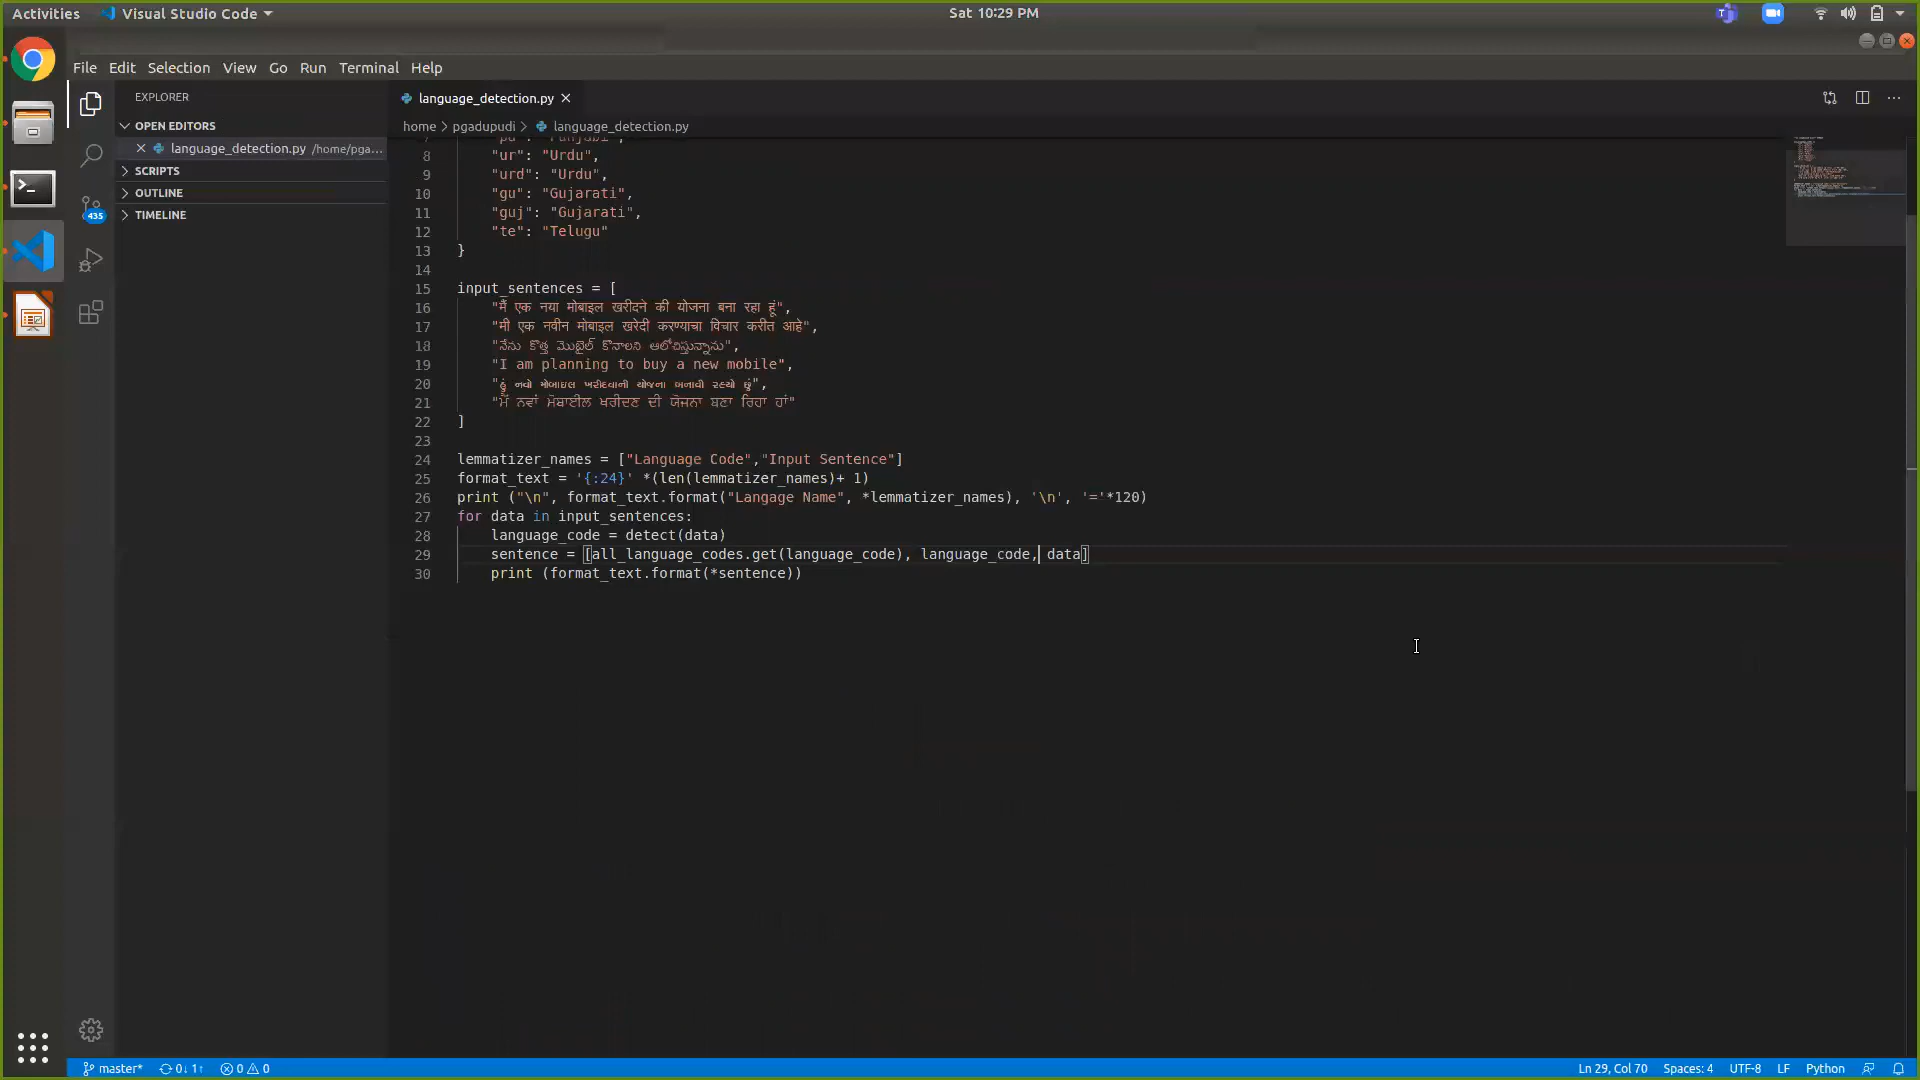 Activities
Visual Studio Code
Sat 10:29 PM
File Edit Selection View Go Run Terminal Help
EXPLORER
OPEN EDITORS
language_detection.py /home/pga...
SCRIPTS
435
OUTLINE
TIMELINE
language_detection.py
home > pgadupudi > language_detection.py
8 "ur": "Urdu",
9 "urd": "Urdu",
10 "gu": "Gujarati",
11 "guj": "Gujarati",
12 "te": "Telugu"
13 }
14
15 input_sentences = [
16 "मैं एक नया मोबाइल खरीदने की योजना बना रहा हूं",
17 "मी एक नवीन मोबाइल खरेदी करण्याचा विचार करीत आहे",
18 "నేను కొత్త మొబైల్ కొనాలని ఆలోచిస్తున్నాను",
19 "I am planning to buy a new mobile",
20 "હું નવો મોબાઇલ ખરીદવાની યોજના બનાવી રહ્યો છું",
21 "ਮੈਂ ਨਵਾਂ ਮੋਬਾਈਲ ਖਰੀਦਣ ਦੀ ਯੋਜਨਾ ਬਣਾ ਰਿਹਾ ਹਾਂ"
22 ]
23
24 lemmatizer_names = ["Language Code","Input Sentence"]
25 format_text = '{:24}' *(len(lemmatizer_names)+ 1)
26 print ("\n", format_text.format("Langage Name", *lemmatizer_names), '\n', '='*120)
27 for data in input_sentences:
28 language_code = detect(data)
29 sentence = [all_language_codes.get(language_code), language_code, data]
30 print (format_text.format(*sentence))
master* 0↓ 1↑ 0 0
Ln 29, Col 70 Spaces: 4 UTF-8 LF Python